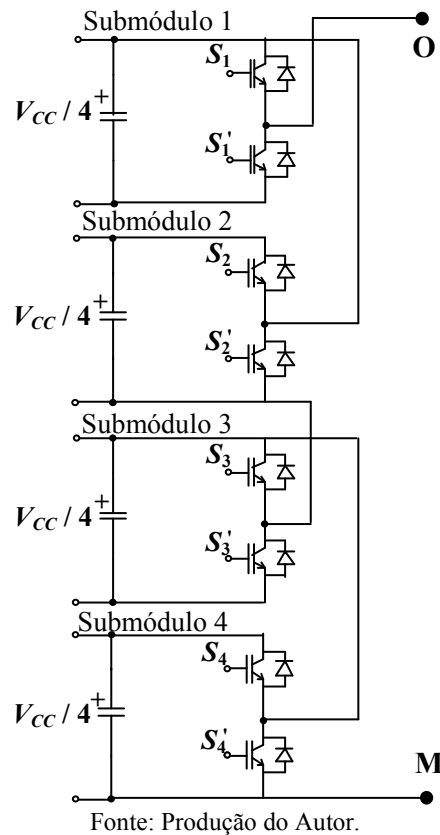 Submódulo 1
O
S1
VCC / 4
+
S1'
Submódulo 2
S2
VCC / 4
+
S2'
Submódulo 3
S3
VCC / 4
+
S3'
Submódulo 4
S4
VCC / 4
+
S4'
M
Fonte: Produção do Autor.